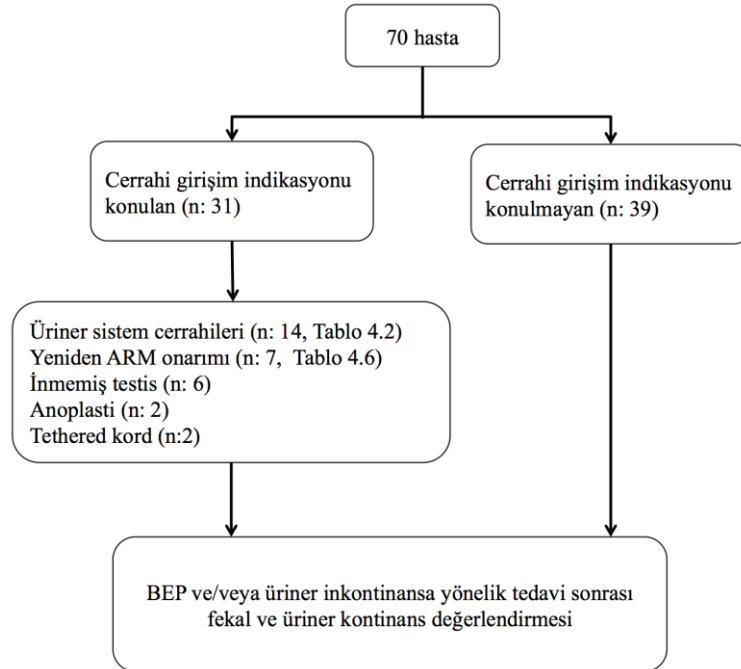 70 hasta
Cerrahi girişim indikasyonu
konulan (n: 31)
Cerrahi girişim indikasyonu
konulmayan (n: 39)
Üriner sistem cerrahileri (n: 14, Tablo 4.2)
Yeniden ARM onarımı (n: 7,  Tablo 4.6)
İnmemiş testis (n: 6)
Anoplasti (n: 2)
Tethered kord (n:2)
BEP ve/veya üriner inkontinansa yönelik tedavi sonrası
fekal ve üriner kontinans değerlendirmesi